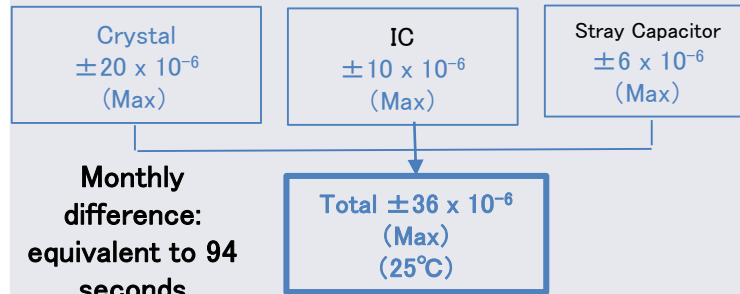 Crystal
±20 x 10⁻⁶
(Max)
IC
±10 x 10⁻⁶
(Max)
Stray Capacitor
±6 x 10⁻⁶
(Max)
Monthly
difference:
equivalent to 94
seconds
Total ±36 x 10⁻⁶
(Max)
(25℃)